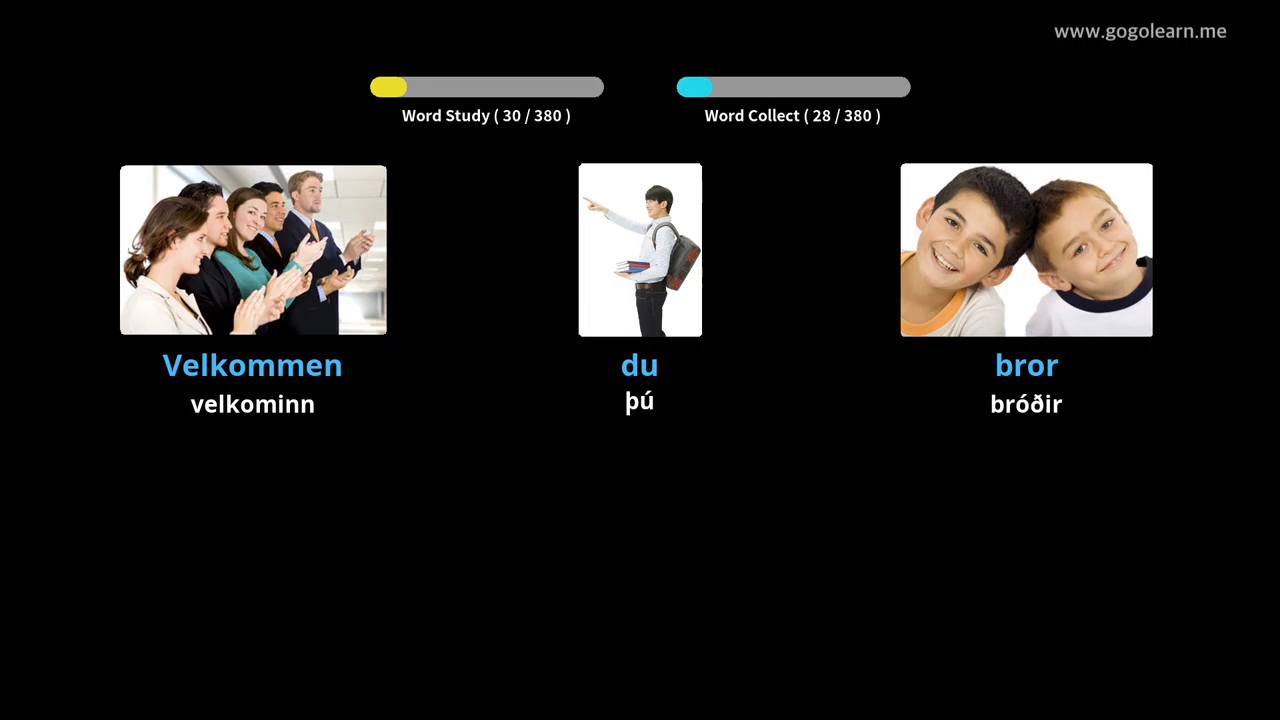 www.gogolearn.me
Word Study ( 30 / 380 )
Word Collect ( 28 / 380 )
Velkommen
velkominn
du
þú
bror
bróðir